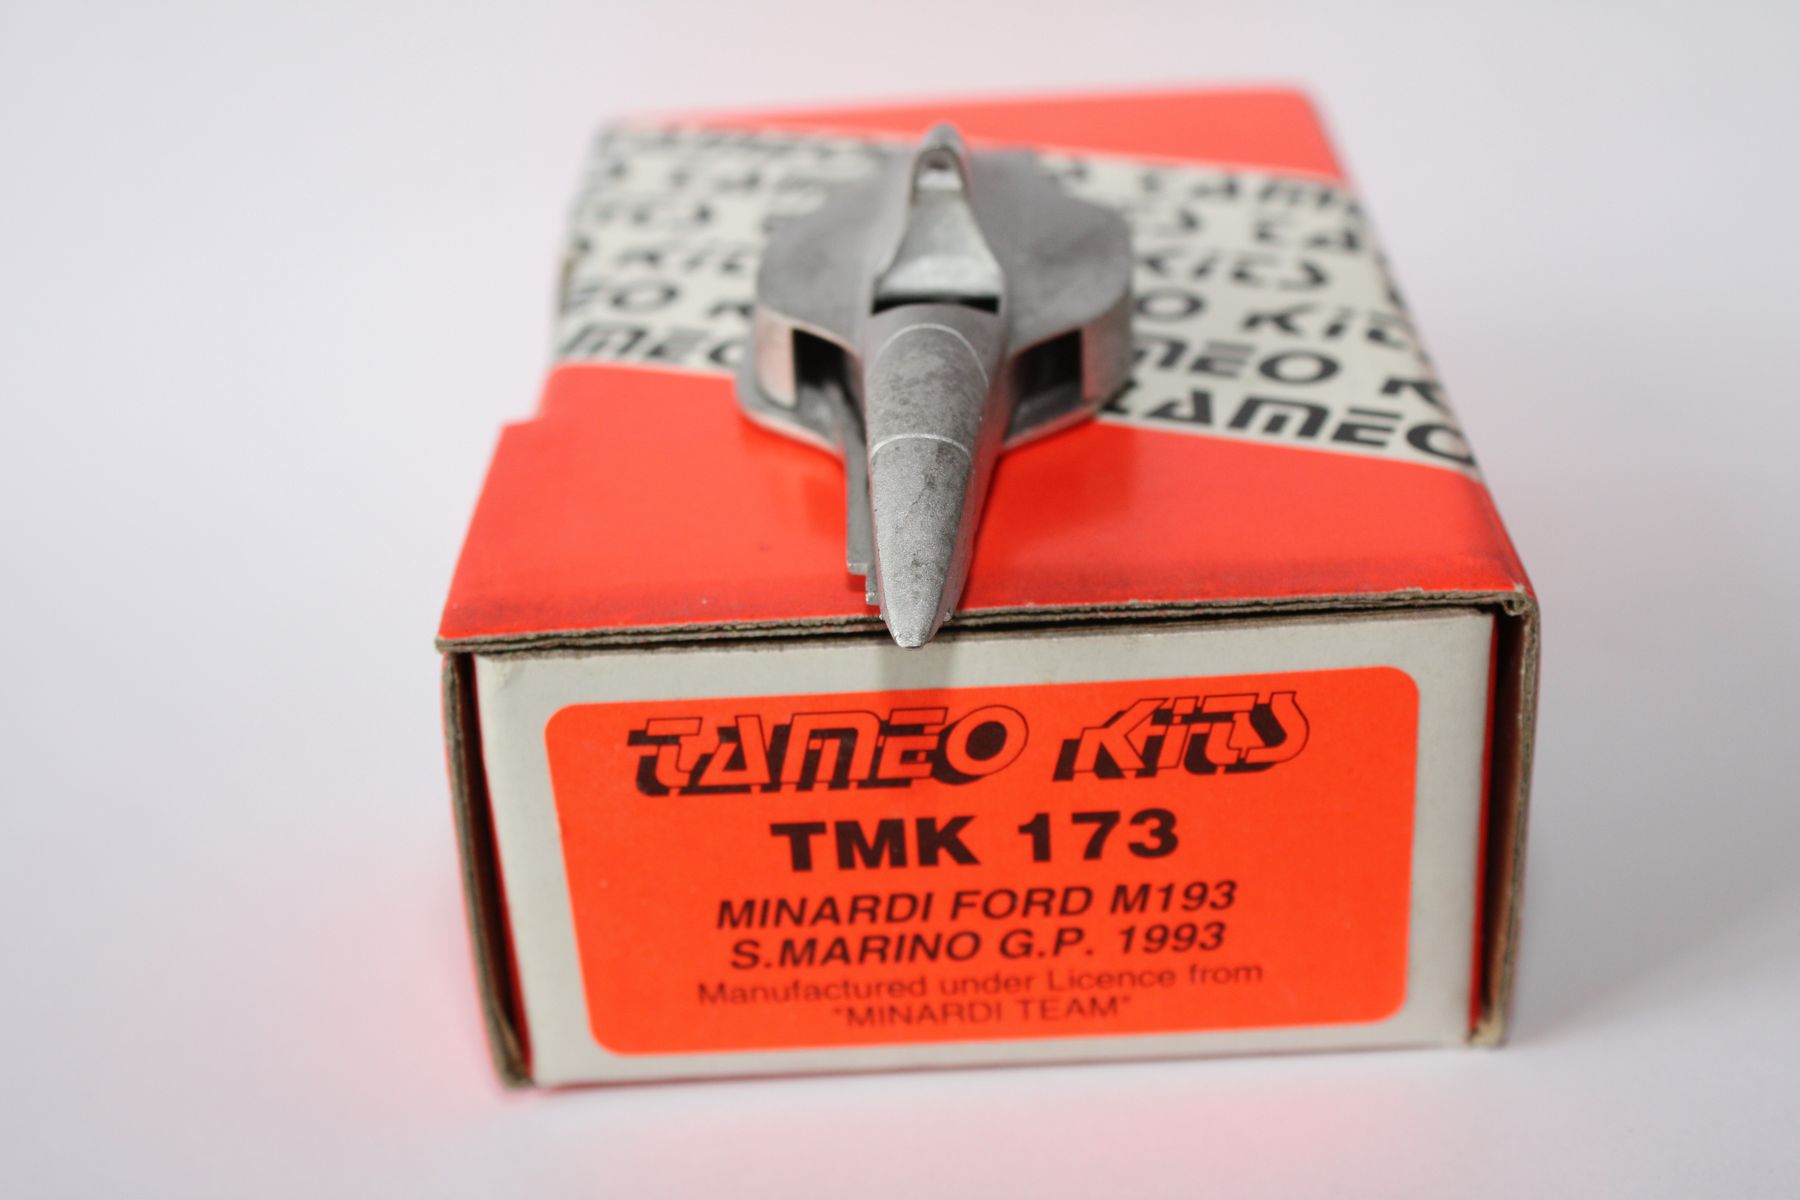 TAMEO KITS
TMK 173
MINARDI FORD M193
S.MARINO G.P. 1993
Manufactured under Licence from
"MINARDI TEAM"